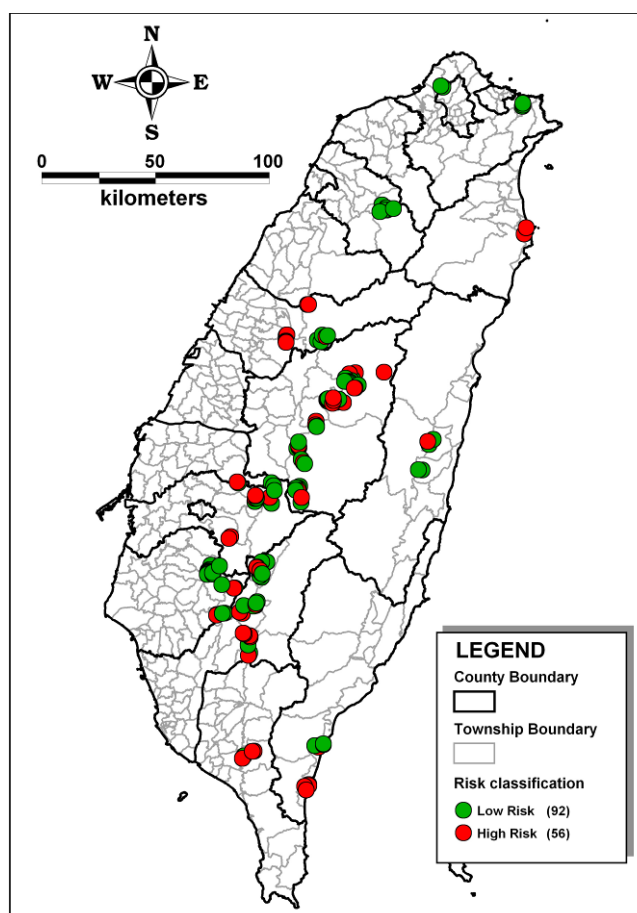 N
W E
S
0 50 100
kilometers
LEGEND
County Boundary
Township Boundary
Risk classification
Low Risk (92)
High Risk (56)